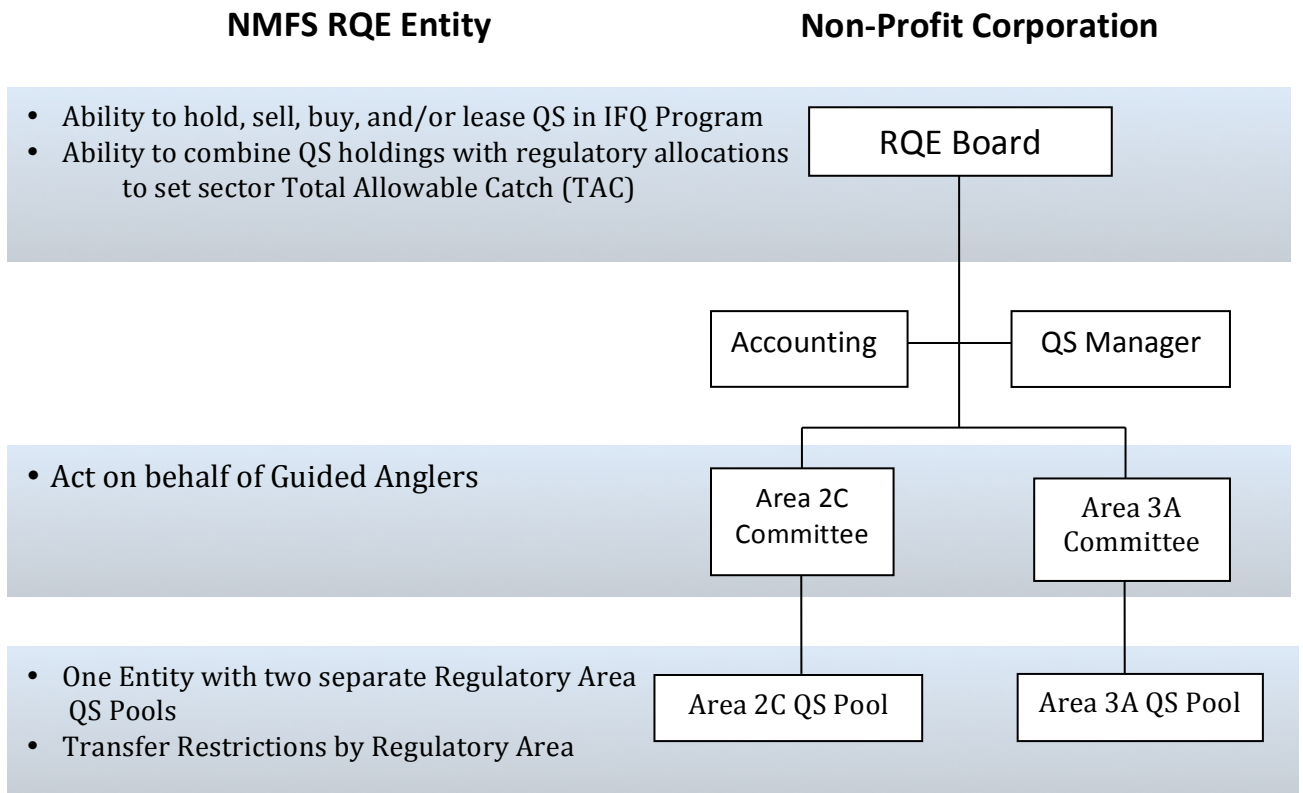 NMFS RQE Entity
Non-Profit Corporation
• Ability to hold, sell, buy, and/or lease QS in IFQ Program
• Ability to combine QS holdings with regulatory allocations
to set sector Total Allowable Catch (TAC)
RQE Board
Accounting
QS Manager
• Act on behalf of Guided Anglers
Area 2C
Committee
Area 3A
Committee
• One Entity with two separate Regulatory Area
QS Pools
• Transfer Restrictions by Regulatory Area
Area 2C QS Pool
Area 3A QS Pool